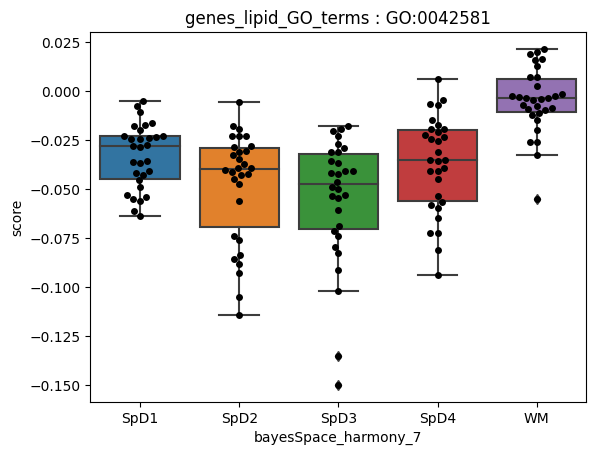 genes_lipid_GO_terms : GO:0042581
0.025
0.000
−0.025
−0.050
−0.075
−0.100
−0.125
−0.150
score
SpD1 SpD2 SpD3 SpD4 WM
bayesSpace_harmony_7